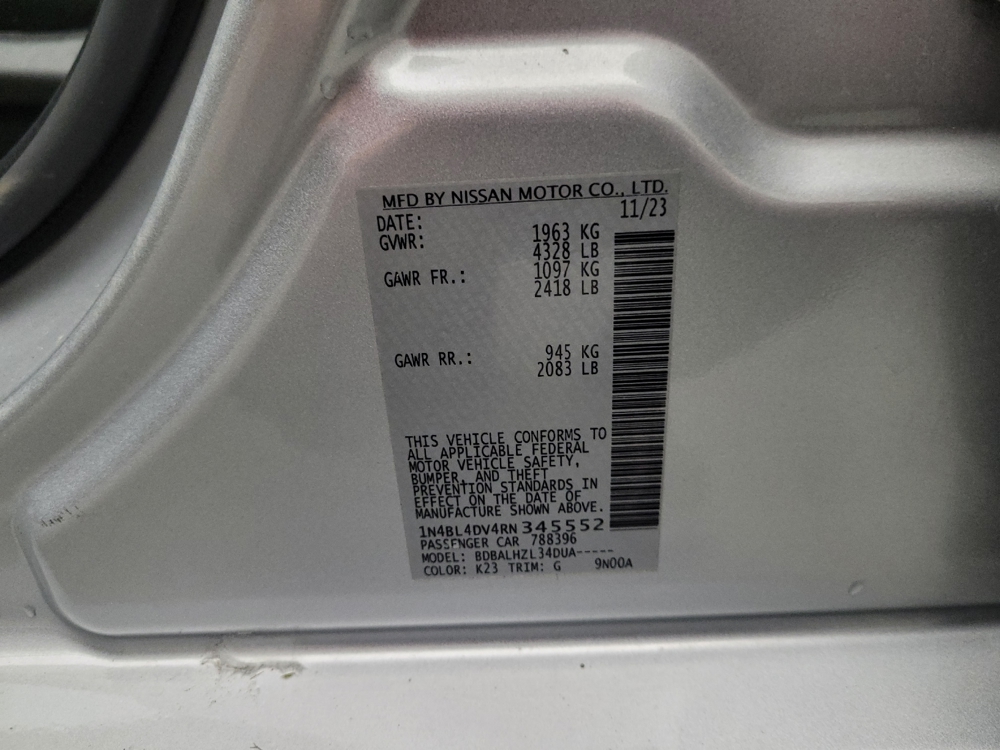 MFD BY NISSAN MOTOR CO., LTD.
DATE: 11/23
GVWR: 1963 KG
4328 LB
GAWR FR.: 1097 KG
2418 LB
GAWR RR.: 945 KG
2083 LB
THIS VEHICLE CONFORMS TO
ALL APPLICABLE FEDERAL
MOTOR VEHICLE SAFETY,
BUMPER, AND THEFT
PREVENTION STANDARDS IN
EFFECT ON THE DATE OF
MANUFACTURE SHOWN ABOVE.
1N4BL4DV4RN345552
PASSENGER CAR 788396
MODEL: BDBALHZL34DUA-----
COLOR: K23 TRIM: G 9N00A